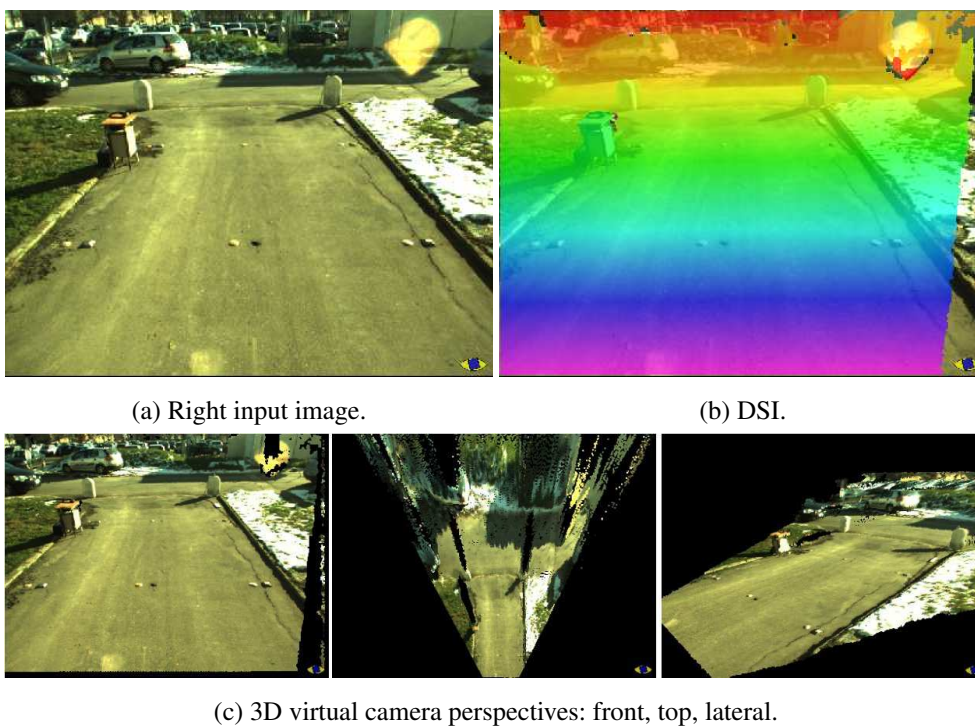 (a) Right input image.
(b) DSI.
(c) 3D virtual camera perspectives: front, top, lateral.